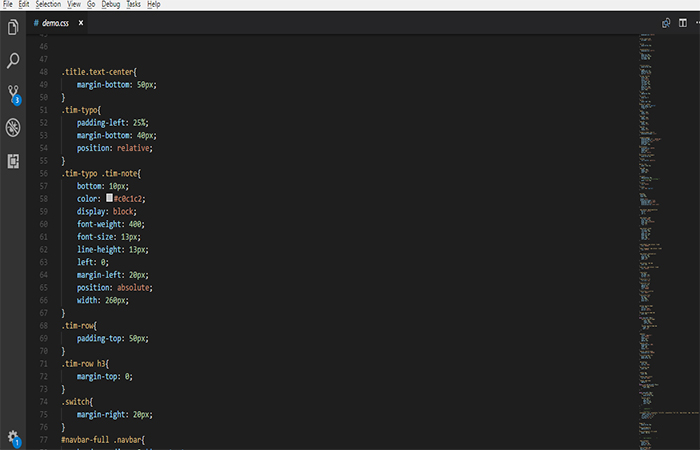 File Edit Selection View Go Debug Tasks Help
# demo.css ×
45
46
47
48 .title.text-center{
49 margin-bottom: 50px;
50 }
51 .tim-typo{
52 padding-left: 25%;
53 margin-bottom: 40px;
54 position: relative;
55 }
56 .tim-typo .tim-note{
57 bottom: 10px;
58 color: #c0c1c2;
59 display: block;
60 font-weight: 400;
61 font-size: 13px;
62 line-height: 13px;
63 left: 0;
64 margin-left: 20px;
65 position: absolute;
66 width: 260px;
67 }
68 .tim-row{
69 padding-top: 50px;
70 }
71 .tim-row h3{
72 margin-top: 0;
73 }
74 .switch{
75 margin-right: 20px;
76 }
77 #navbar-full .navbar{
3
1